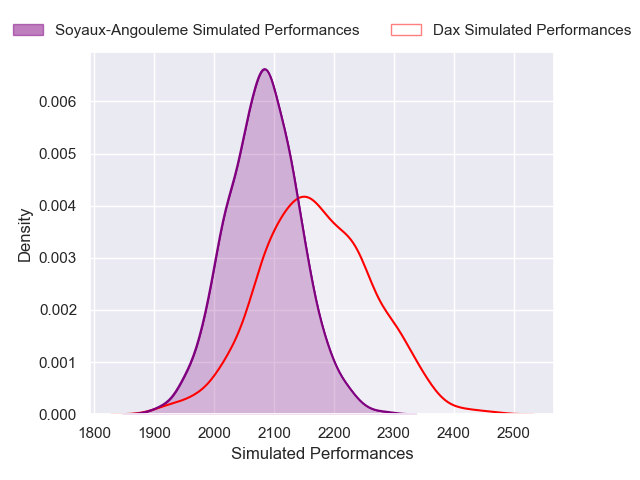 Soyaux-Angouleme Simulated Performances
Dax Simulated Performances
0.006
0.005
0.004
0.003
0.002
0.001
0.000
Density
1800 1900 2000 2100 2200 2300 2400 2500
Simulated Performances